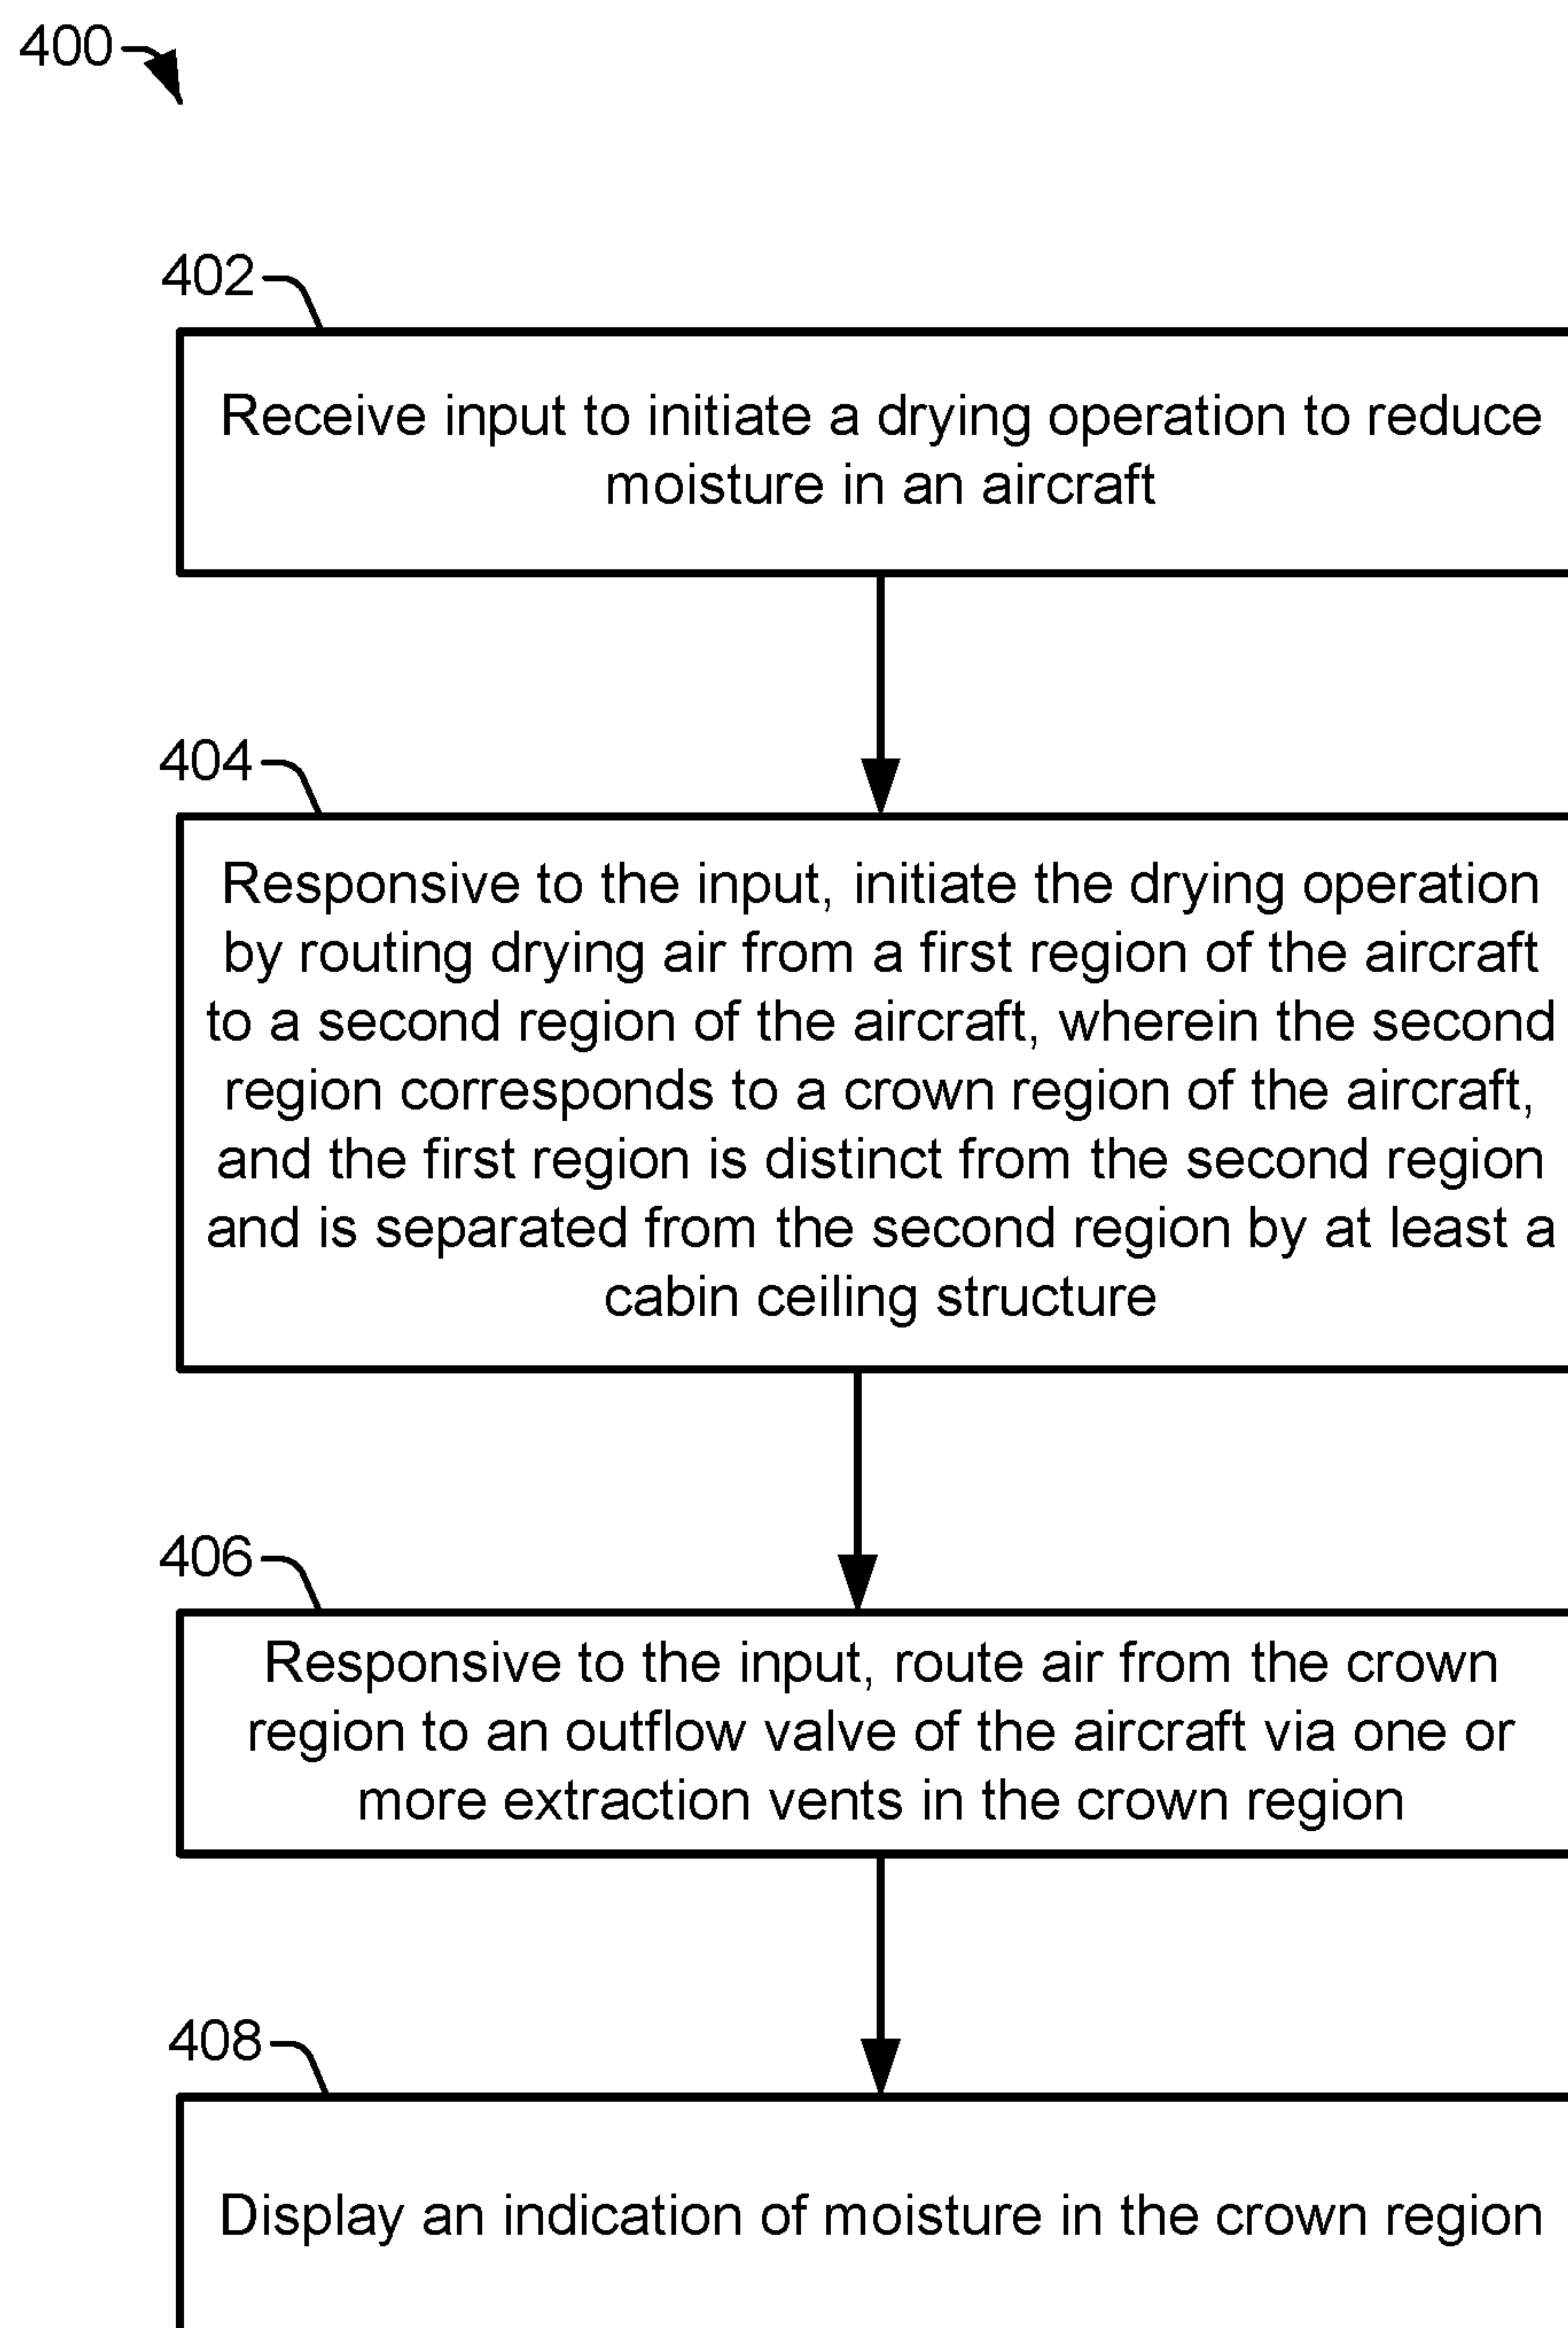 400
402
Receive input to initiate a drying operation to reduce
moisture in an aircraft
404
Responsive to the input, initiate the drying operation
by routing drying air from a first region of the aircraft
to a second region of the aircraft, wherein the second
region corresponds to a crown region of the aircraft,
and the first region is distinct from the second region
and is separated from the second region by at least a
cabin ceiling structure
406
Responsive to the input, route air from the crown
region to an outflow valve of the aircraft via one or
more extraction vents in the crown region
408
Display an indication of moisture in the crown region